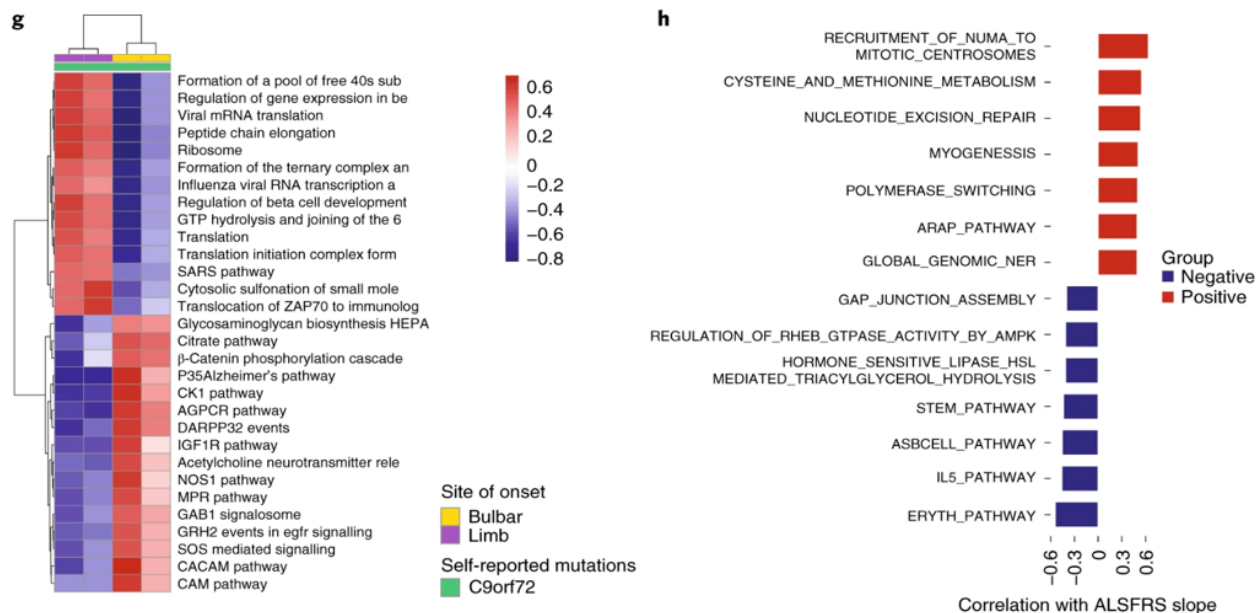 g
Formation of a pool of free 40s sub
Regulation of gene expression in be
Viral mRNA translation
Peptide chain elongation
Ribosome
Formation of the ternary complex an
Influenza viral RNA transcription a
Regulation of beta cell development
GTP hydrolysis and joining of the 6
Translation
Translation initiation complex form
SARS pathway
Cytosolic sulfonation of small mole
Translocation of ZAP70 to immunolog
Glycosaminoglycan biosynthesis HEPA
Citrate pathway
β-Catenin phosphorylation cascade
P35Alzheimer's pathway
CK1 pathway
AGPCR pathway
DARPP32 events
IGF1R pathway
Acetylcholine neurotransmitter rele
NOS1 pathway
MPR pathway
GAB1 signalosome
GRH2 events in egfr signalling
SOS mediated signalling
CACAM pathway
CAM pathway
0.6
0.4
0.2
0
−0.2
−0.4
−0.6
−0.8
Site of onset
Bulbar
Limb
Self-reported mutations
C9orf72
h
RECRUITMENT_OF_NUMA_TO
MITOTIC_CENTROSOMES
CYSTEINE_AND_METHIONINE_METABOLISM
NUCLEOTIDE_EXCISION_REPAIR
MYOGENESSIS
POLYMERASE_SWITCHING
ARAP_PATHWAY
GLOBAL_GENOMIC_NER
GAP_JUNCTION_ASSEMBLY
REGULATION_OF_RHEB_GTPASE_ACTIVITY_BY_AMPK
HORMONE_SENSITIVE_LIPASE_HSL
MEDIATED_TRIACYLGLYCEROL_HYDROLYSIS
STEM_PATHWAY
ASBCELL_PATHWAY
IL5_PATHWAY
ERYTH_PATHWAY
−0.6
−0.3
0
0.3
0.6
Correlation with ALSFRS slope
Group
Negative
Positive